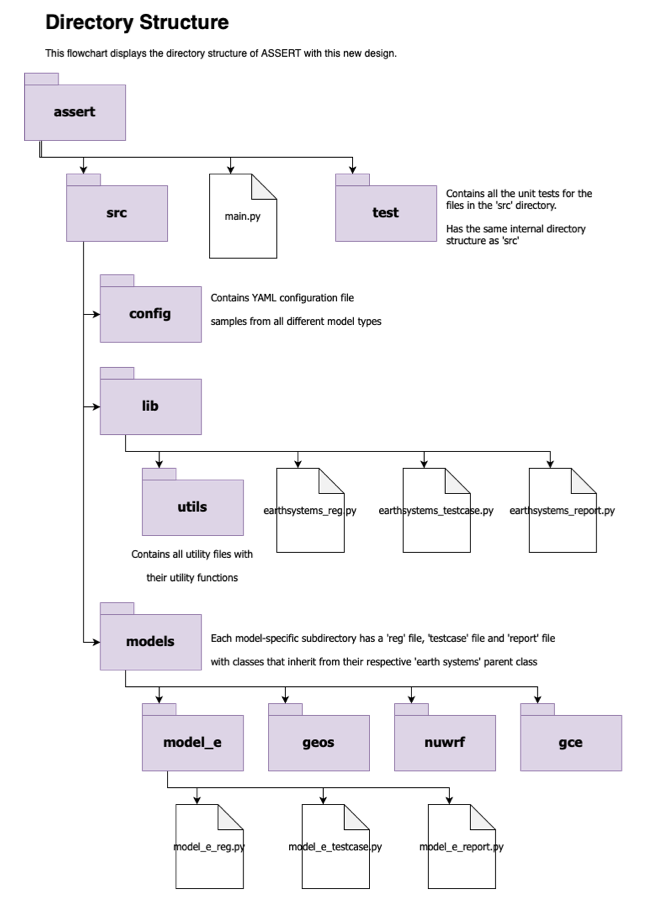 Directory Structure
This flowchart displays the directory structure of ASSERT with this new design.
assert
src
main.py
test
Contains all the unit tests for the
files in the 'src' directory.
Has the same internal directory
structure as 'src'
config
Contains YAML configuration file
samples from all different model types
lib
utils
earthsystems_reg.py
earthsystems_testcase.py
earthsystems_report.py
Contains all utility files with
their utility functions
models
Each model-specific subdirectory has a 'reg' file, 'testcase' file and 'report' file
with classes that inherit from their respective 'earth systems' parent class
model_e
geos
nuwrf
gce
model_e_reg.py
model_e_testcase.py
model_e_report.py